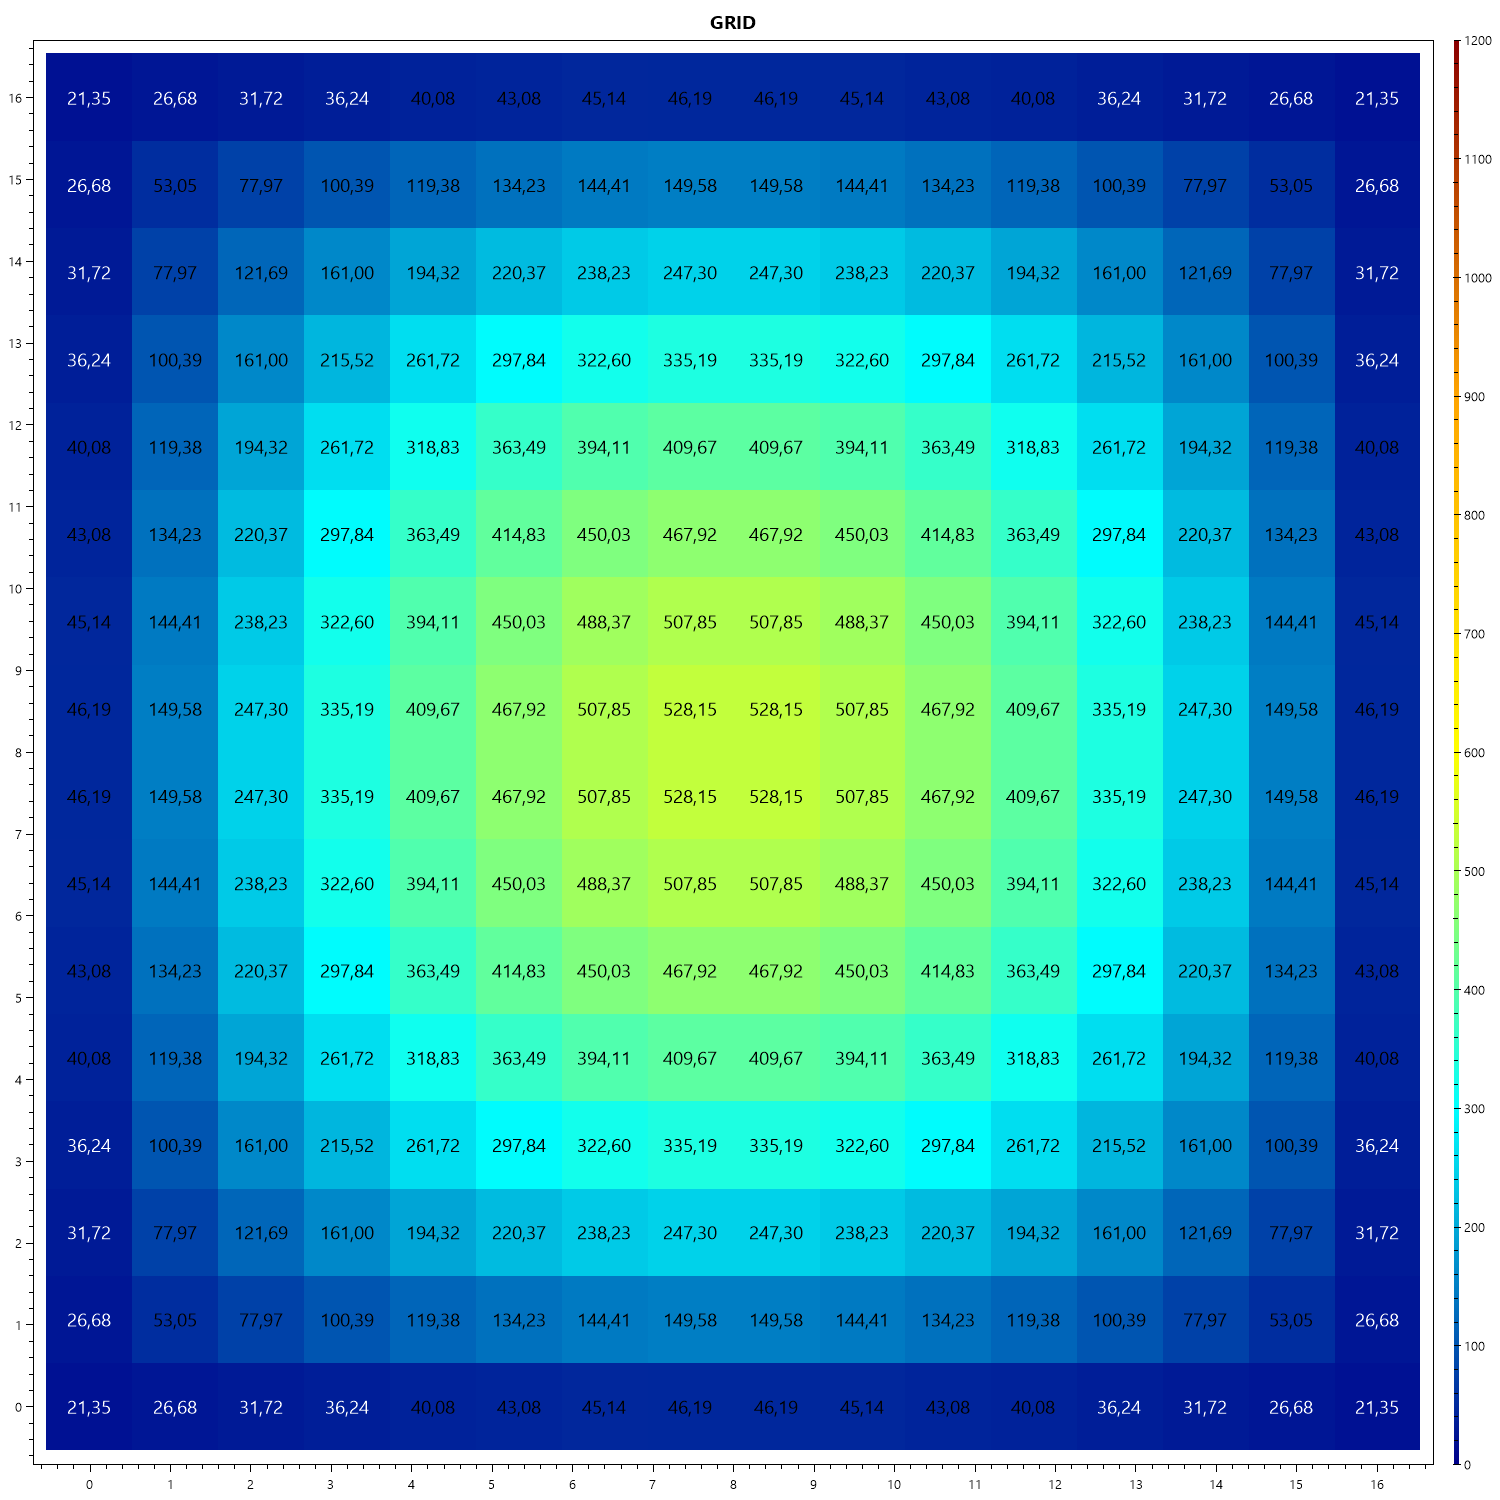 GRID
16 21,35 26,68 31,72 36,24 40,08 43,08 45,14 46,19 46,19 45,14 43,08 40,08 36,24 31,72 26,68 21,35
15 26,68 53,05 77,97 100,39 119,38 134,23 144,41 149,58 149,58 144,41 134,23 119,38 100,39 77,97 53,05 26,68
14 31,72 77,97 121,69 161,00 194,32 220,37 238,23 247,30 247,30 238,23 220,37 194,32 161,00 121,69 77,97 31,72
13 36,24 100,39 161,00 215,52 261,72 297,84 322,60 335,19 335,19 322,60 297,84 261,72 215,52 161,00 100,39 36,24
12 40,08 119,38 194,32 261,72 318,83 363,49 394,11 409,67 409,67 394,11 363,49 318,83 261,72 194,32 119,38 40,08
11 43,08 134,23 220,37 297,84 363,49 414,83 450,03 467,92 467,92 450,03 414,83 363,49 297,84 220,37 134,23 43,08
10 45,14 144,41 238,23 322,60 394,11 450,03 488,37 507,85 507,85 488,37 450,03 394,11 322,60 238,23 144,41 45,14
9 46,19 149,58 247,30 335,19 409,67 467,92 507,85 528,15 528,15 507,85 467,92 409,67 335,19 247,30 149,58 46,19
8
46,19 149,58 247,30 335,19 409,67 467,92 507,85 528,15 528,15 507,85 467,92 409,67 335,19 247,30 149,58 46,19
7
45,14 144,41 238,23 322,60 394,11 450,03 488,37 507,85 507,85 488,37 450,03 394,11 322,60 238,23 144,41 45,14
6
43,08 134,23 220,37 297,84 363,49 414,83 450,03 467,92 467,92 450,03 414,83 363,49 297,84 220,37 134,23 43,08
5
40,08 119,38 194,32 261,72 318,83 363,49 394,11 409,67 409,67 394,11 363,49 318,83 261,72 194,32 119,38 40,08
4
36,24 100,39 161,00 215,52 261,72 297,84 322,60 335,19 335,19 322,60 297,84 261,72 215,52 161,00 100,39 36,24
3
31,72 77,97 121,69 161,00 194,32 220,37 238,23 247,30 247,30 238,23 220,37 194,32 161,00 121,69 77,97 31,72
2
26,68 53,05 77,97 100,39 119,38 134,23 144,41 149,58 149,58 144,41 134,23 119,38 100,39 77,97 53,05 26,68
1
21,35 26,68 31,72 36,24 40,08 43,08 45,14 46,19 46,19 45,14 43,08 40,08 36,24 31,72 26,68 21,35
0
0 1 2 3 4 5 6 7 8 9 10 11 12 13 14 15 16
1200
1100
1000
900
800
700
600
500
400
300
200
100
0